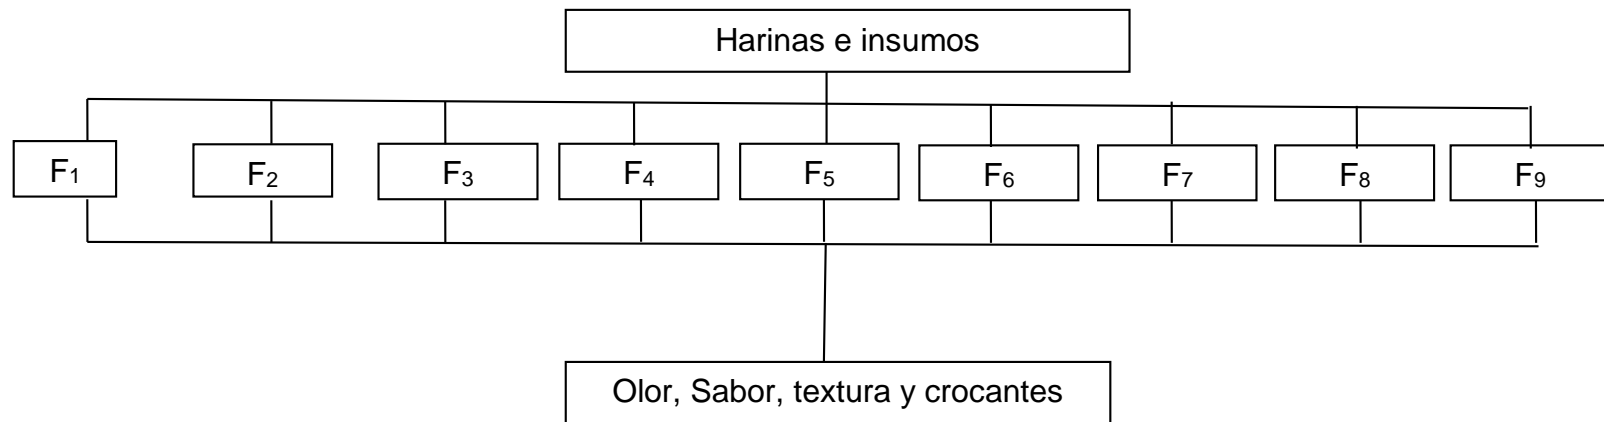 Harinas e insumos
F1 F2 F3 F4 F5 F6 F7 F8 F9
Olor, Sabor, textura y crocantes